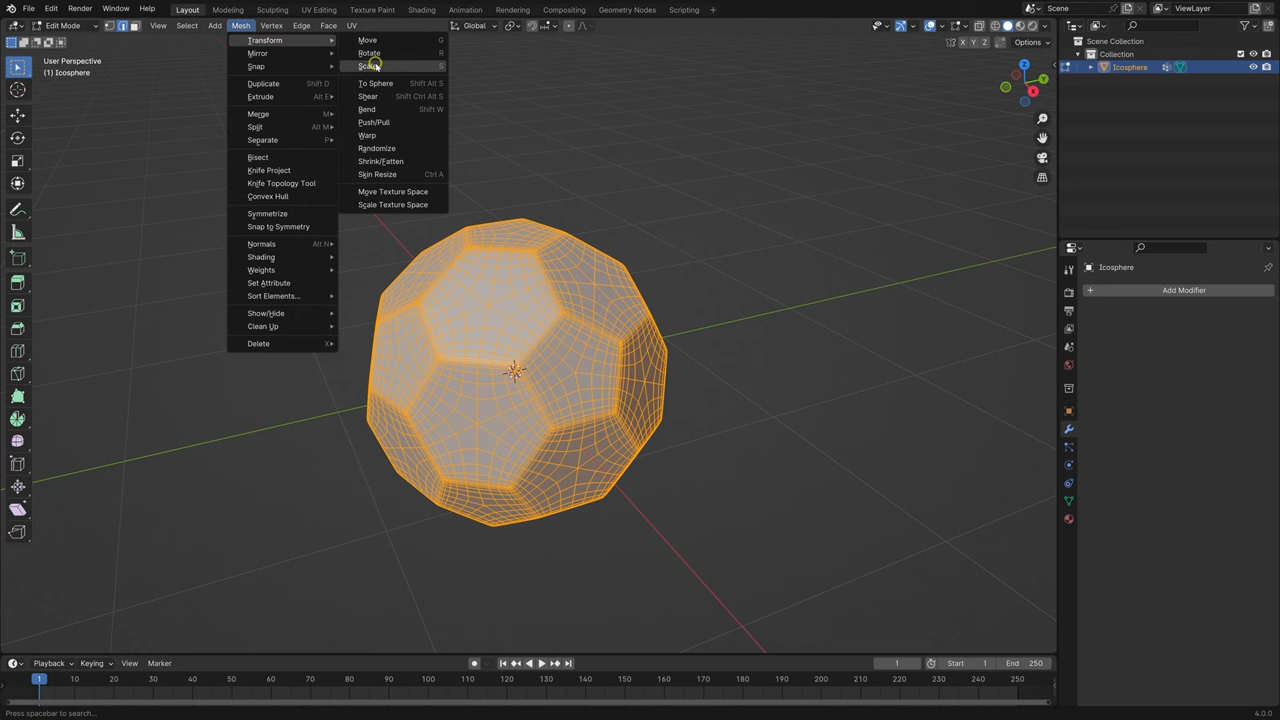 File Edit Render Window Help Layout Modeling Sculpting UV Editing Texture Paint Shading Animation Rendering Compositing Geometry Nodes Scripting + Scene ViewLayer
Edit Mode View Select Add Mesh Vertex Edge Face UV Global
X Y Z Options
User Perspective
(1) Icosphere
Transform
Mirror
Snap
Duplicate Shift D
Extrude Alt E
Merge M
Split Alt M
Separate P
Bisect
Knife Project
Knife Topology Tool
Convex Hull
Symmetrize
Snap to Symmetry
Normals Alt N
Shading
Weights
Set Attribute
Sort Elements...
Show/Hide
Clean Up
Delete X
Move G
Rotate R
Scale S
To Sphere Shift Alt S
Shear Shift Ctrl Alt S
Bend Shift W
Push/Pull
Warp
Randomize
Shrink/Fatten
Skin Resize Ctrl A
Move Texture Space
Scale Texture Space
Z
Y
X
Scene Collection
Collection
Icosphere
Icosphere
+ Add Modifier
Playback Keying View Marker 1 Start 1 End 250
1 10 20 30 40 50 60 70 80 90 100 110 120 130 140 150 160 170 180 190 200 210 220 230 240 250
Press spacebar to search... 4.0.0